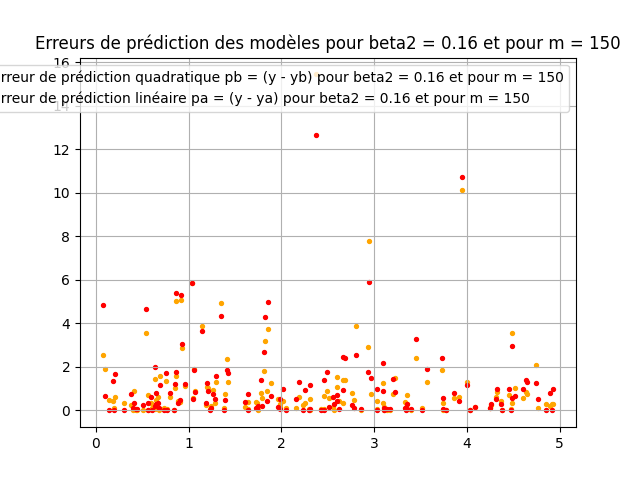 Erreurs de prédiction des modèles pour beta2 = 0.16 et pour m = 150
rreur de prédiction quadratique pb = (y - yb) pour beta2 = 0.16 et pour m = 150
rreur de prédiction linéaire pa = (y - ya) pour beta2 = 0.16 et pour m = 150
16
14
12
10
8
6
4
2
0
0 1 2 3 4 5